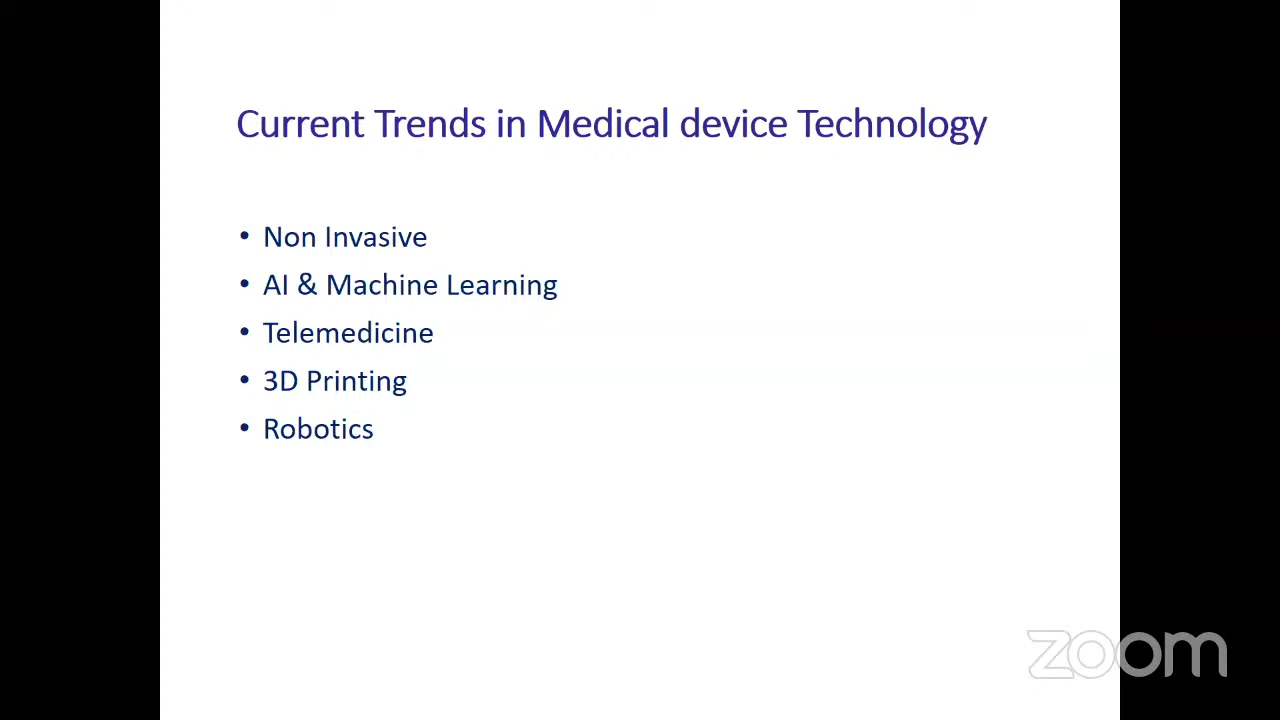 Current Trends in Medical device Technology
• Non Invasive
• AI & Machine Learning
• Telemedicine
• 3D Printing
• Robotics
zoom